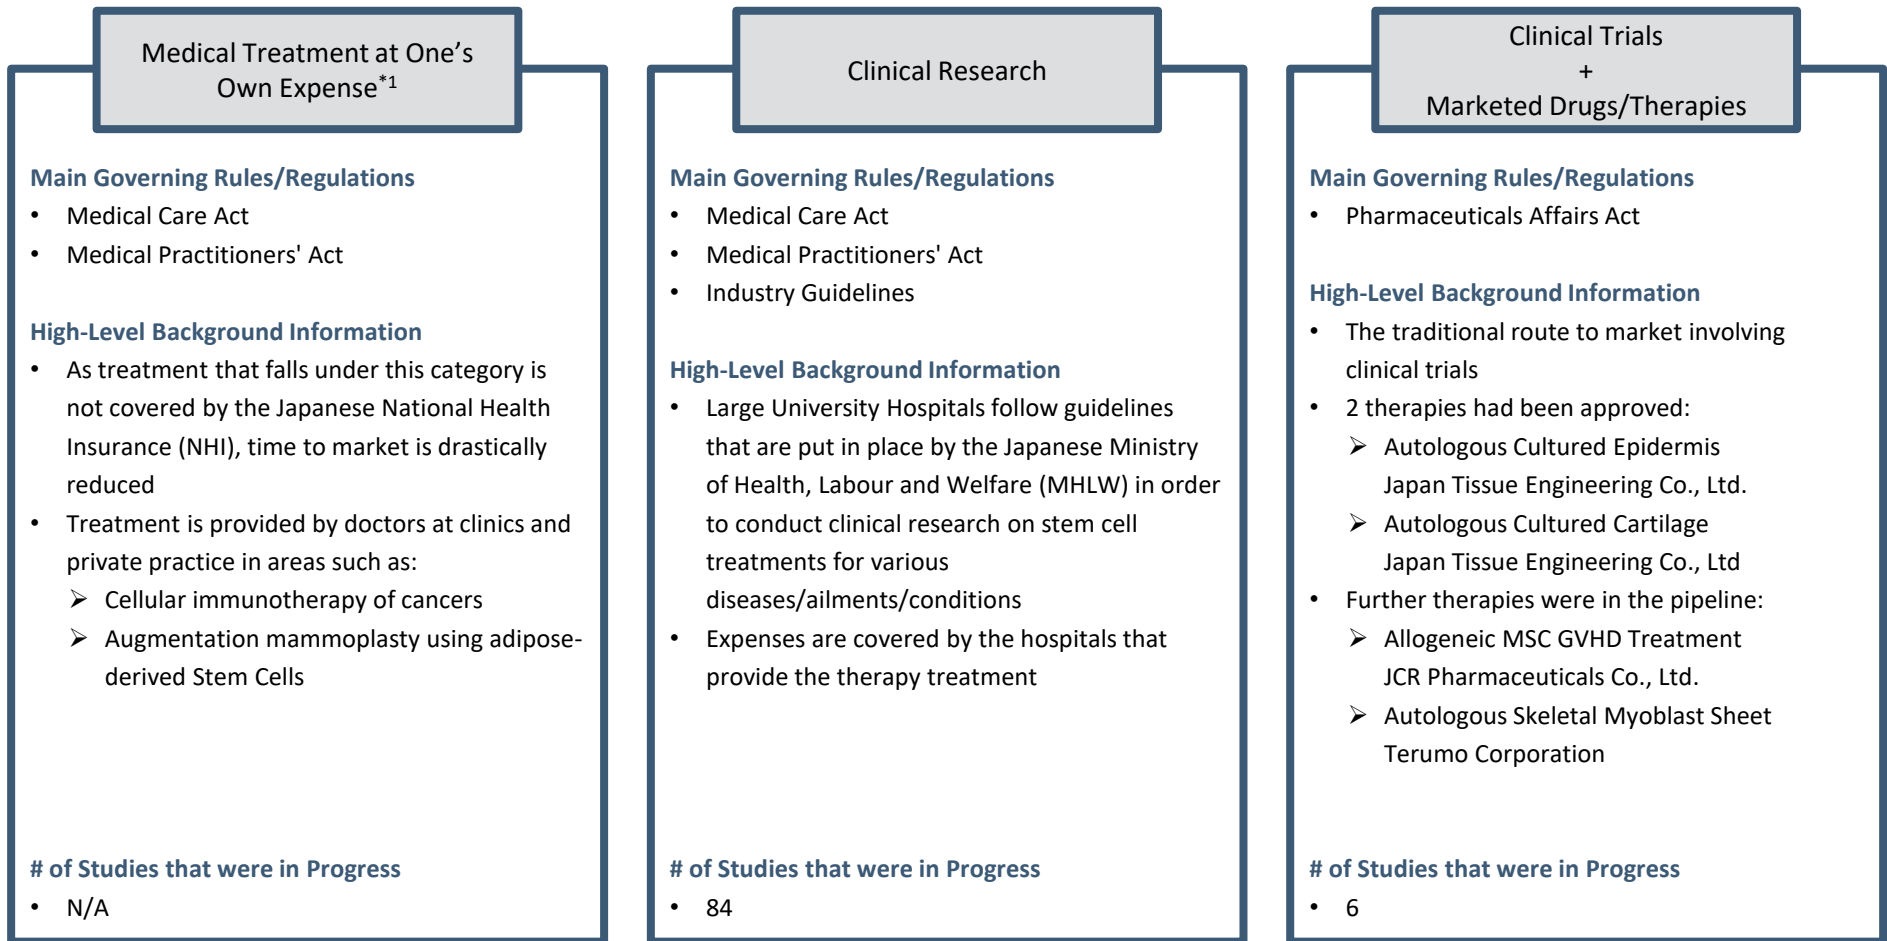 Medical Treatment at One’s
Own Expense*1
Main Governing Rules/Regulations
• Medical Care Act
• Medical Practitioners' Act
High-Level Background Information
• As treatment that falls under this category is
not covered by the Japanese National Health
Insurance (NHI), time to market is drastically
reduced
• Treatment is provided by doctors at clinics and
private practice in areas such as:
➢ Cellular immunotherapy of cancers
➢ Augmentation mammoplasty using adipose-
derived Stem Cells
# of Studies that were in Progress
• N/A
Clinical Research
Main Governing Rules/Regulations
• Medical Care Act
• Medical Practitioners' Act
• Industry Guidelines
High-Level Background Information
• Large University Hospitals follow guidelines
that are put in place by the Japanese Ministry
of Health, Labour and Welfare (MHLW) in order
to conduct clinical research on stem cell
treatments for various
diseases/ailments/conditions
• Expenses are covered by the hospitals that
provide the therapy treatment
# of Studies that were in Progress
• 84
Clinical Trials
+
Marketed Drugs/Therapies
Main Governing Rules/Regulations
• Pharmaceuticals Affairs Act
High-Level Background Information
• The traditional route to market involving
clinical trials
• 2 therapies had been approved:
➢ Autologous Cultured Epidermis
Japan Tissue Engineering Co., Ltd.
➢ Autologous Cultured Cartilage
Japan Tissue Engineering Co., Ltd
• Further therapies were in the pipeline:
➢ Allogeneic MSC GVHD Treatment
JCR Pharmaceuticals Co., Ltd.
➢ Autologous Skeletal Myoblast Sheet
Terumo Corporation
# of Studies that were in Progress
• 6